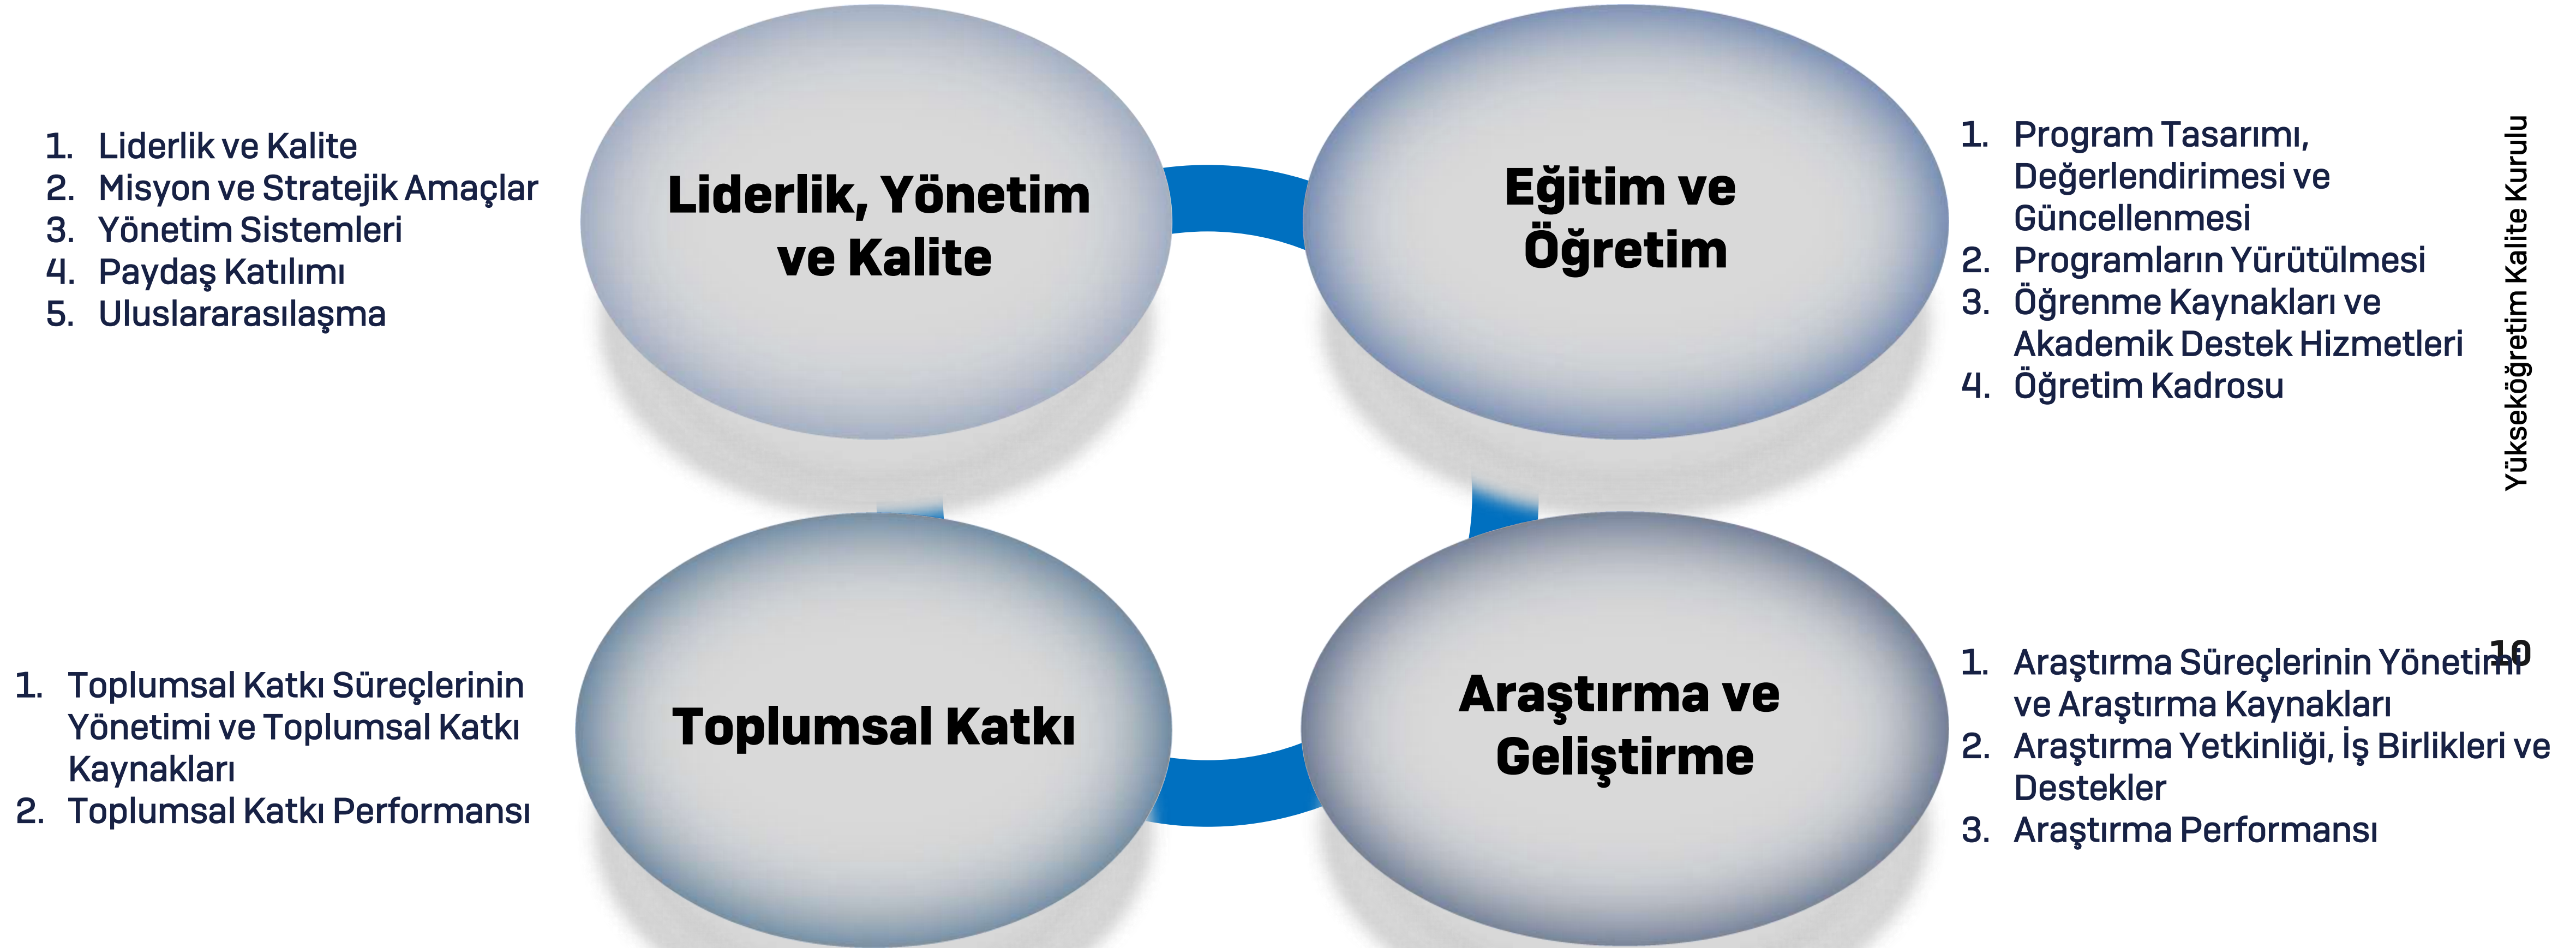 Liderlik, Yönetim
ve Kalite
1. Liderlik ve Kalite
2. Misyon ve Stratejik Amaçlar
3. Yönetim Sistemleri
4. Paydaş Katılımı
5. Uluslararasılaşma
Eğitim ve
Öğretim
1. Program Tasarımı,
Değerlendirimesi ve
Güncellenmesi
2. Programların Yürütülmesi
3. Öğrenme Kaynakları ve
Akademik Destek Hizmetleri
4. Öğretim Kadrosu
Yükseköğretim Kalite Kurulu
Toplumsal Katkı
1. Toplumsal Katkı Süreçlerinin
Yönetimi ve Toplumsal Katkı
Kaynakları
2. Toplumsal Katkı Performansı
Araştırma ve
Geliştirme
1. Araştırma Süreçlerinin Yönetimi
ve Araştırma Kaynakları
2. Araştırma Yetkinliği, İş Birlikleri ve
Destekler
3. Araştırma Performansı
10